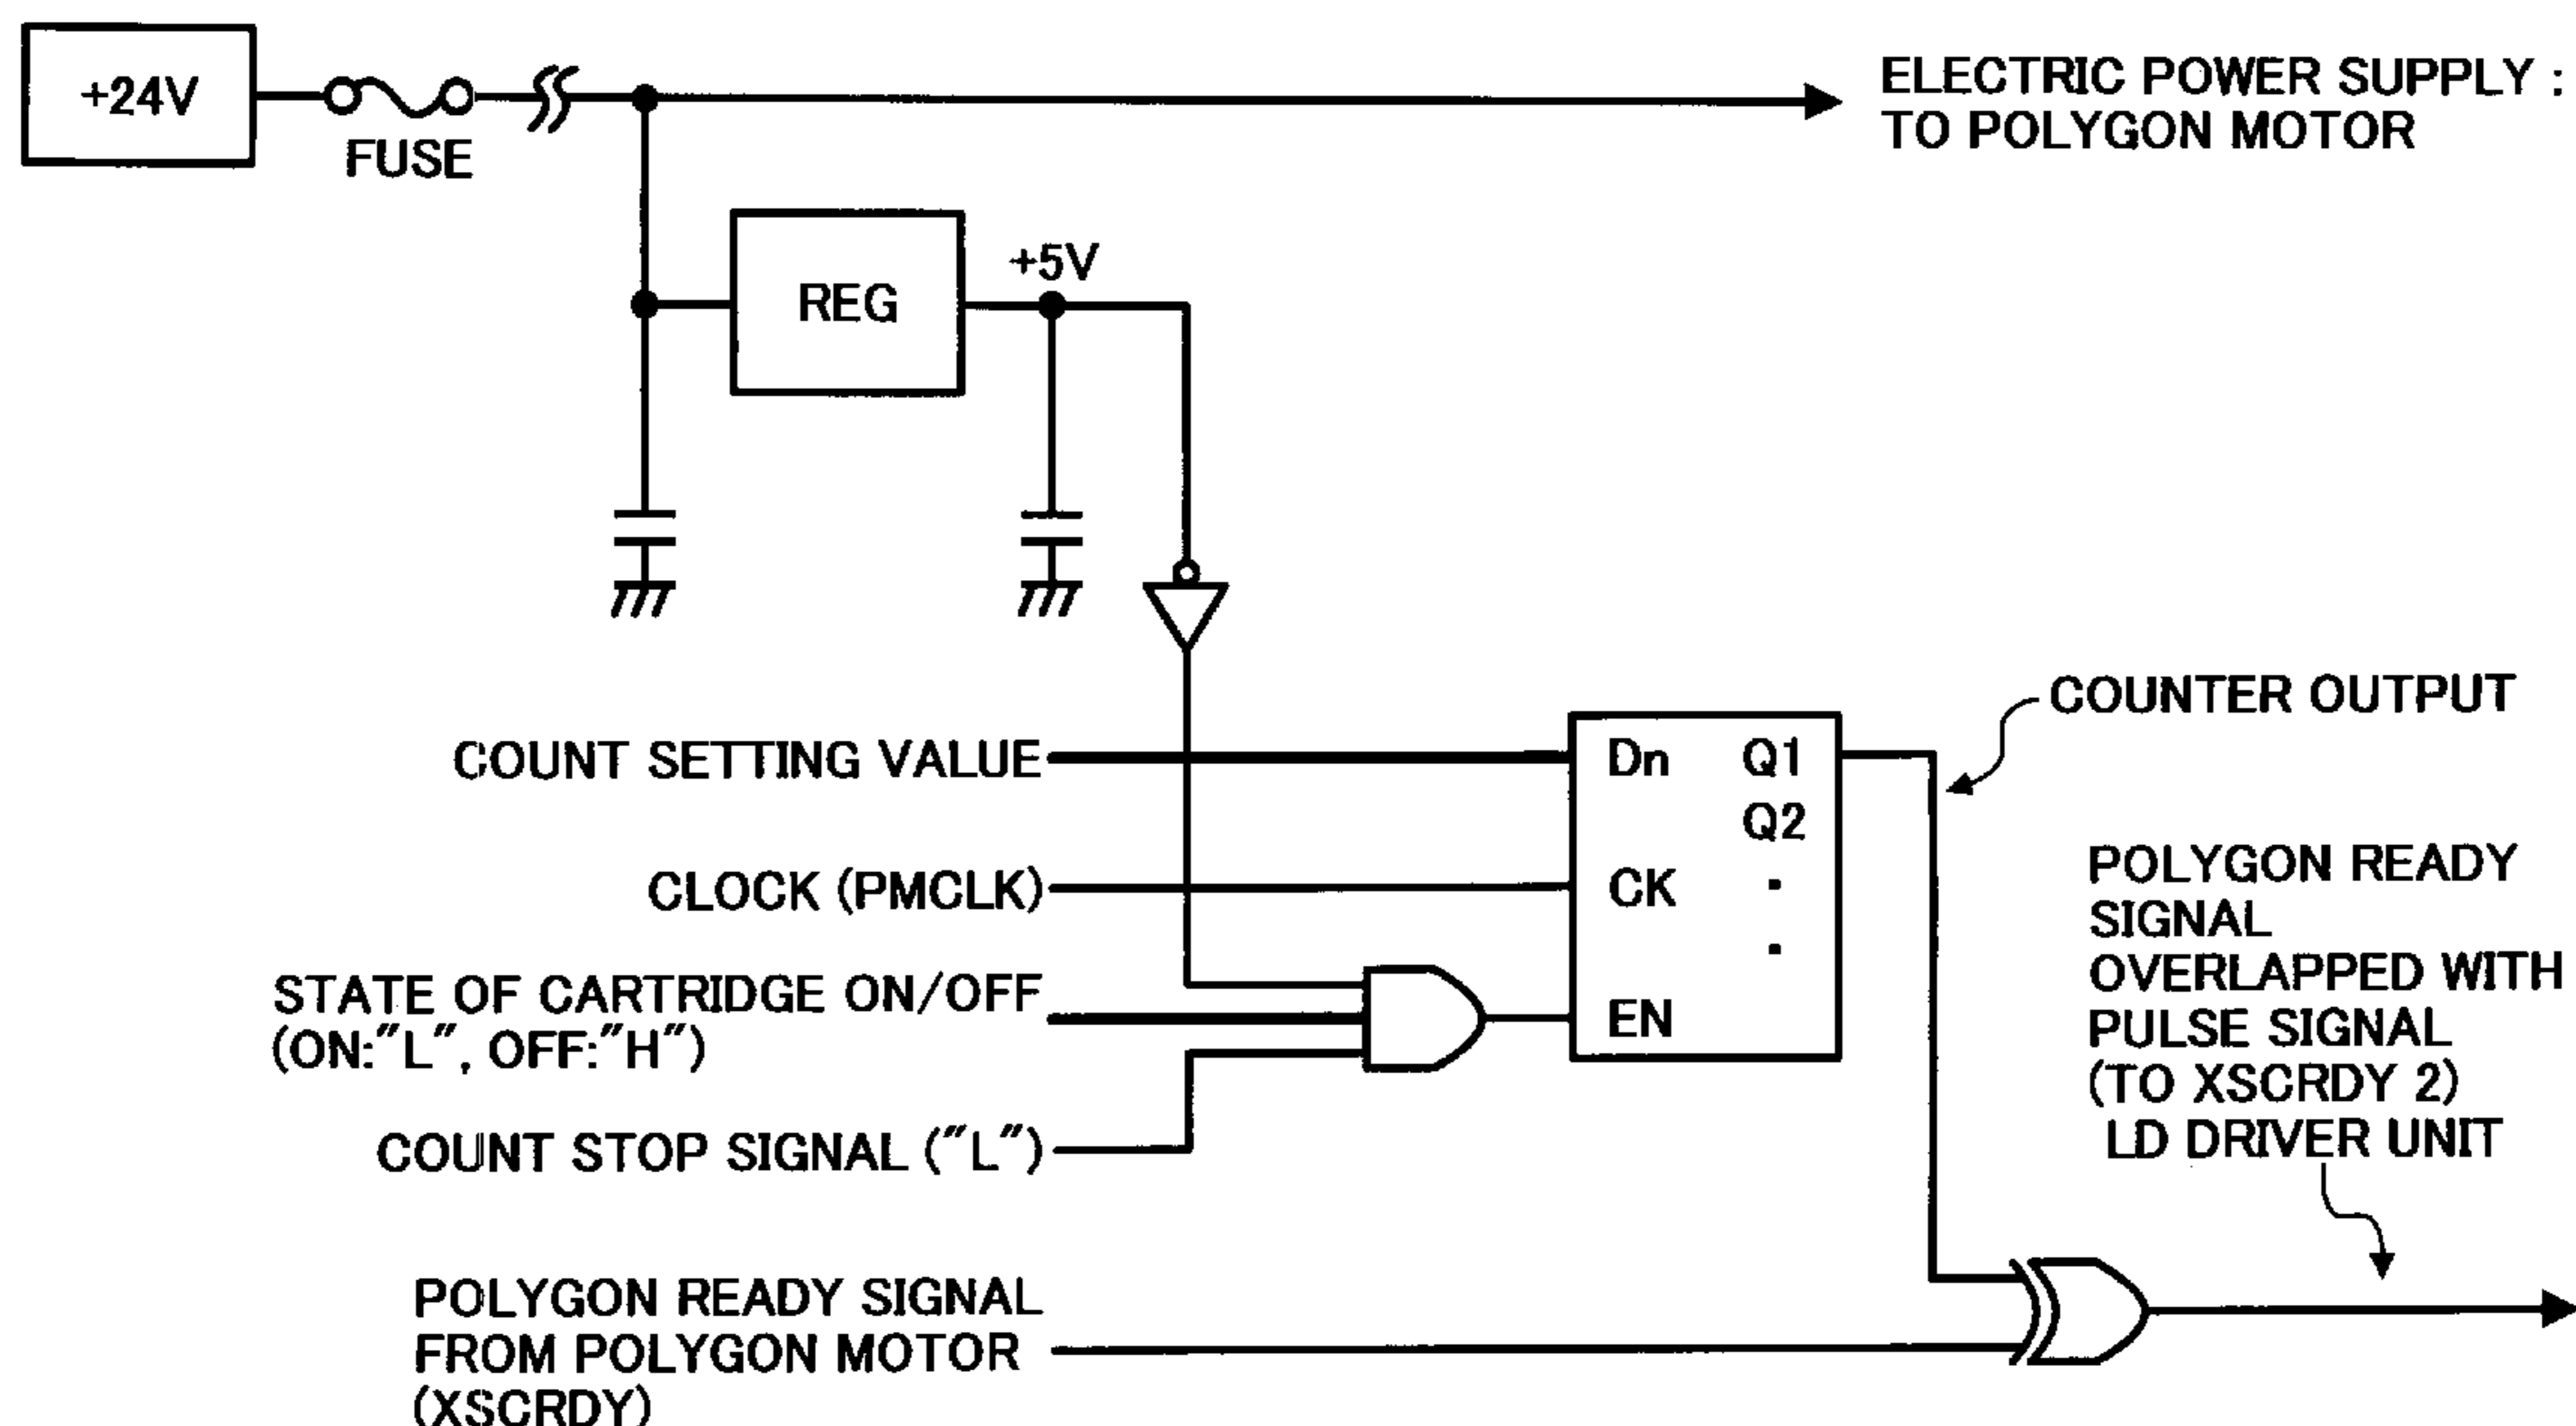 +24V
FUSE
ELECTRIC POWER SUPPLY :
TO POLYGON MOTOR
REG
+5V
COUNT SETTING VALUE
CLOCK (PMCLK)
STATE OF CARTRIDGE ON/OFF
(ON:"L", OFF:"H")
COUNT STOP SIGNAL ("L")
Dn
Q1
Q2
CK
EN
COUNTER OUTPUT
POLYGON READY
SIGNAL
OVERLAPPED WITH
PULSE SIGNAL
(TO XSCRDY 2)
LD DRIVER UNIT
POLYGON READY SIGNAL
FROM POLYGON MOTOR
(XSCRDY)